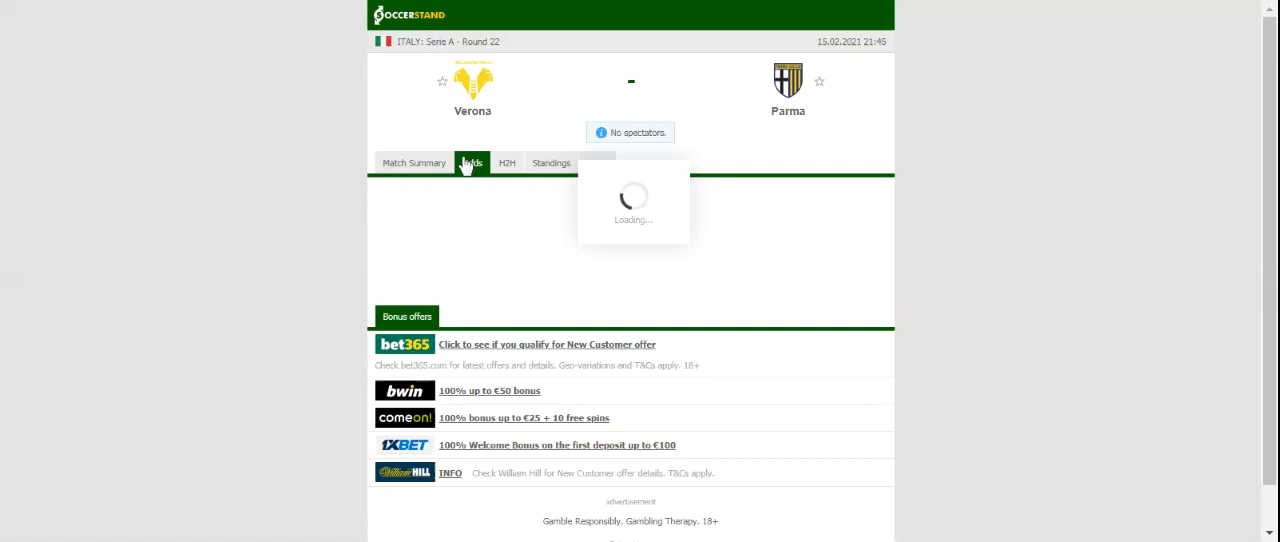 SOCCERSTAND
ITALY: Serie A - Round 22 15.02.2021 21:45
Verona - Parma
No spectators.
Match Summary H2H Standings
Loading...
Bonus offers
bet365 Click to see if you qualify for New Customer offer
Check bet365.com for latest offers and details. Geo-variations and T&Cs apply. 18+
bwin 100% up to €50 bonus
comeon! 100% bonus up to €25 + 10 free spins
1XBET 100% Welcome Bonus on the first deposit up to €100
William HILL INFO Check William Hill for New Customer offer details. T&Cs apply.
advertisement
Gamble Responsibly. Gambling Therapy. 18+